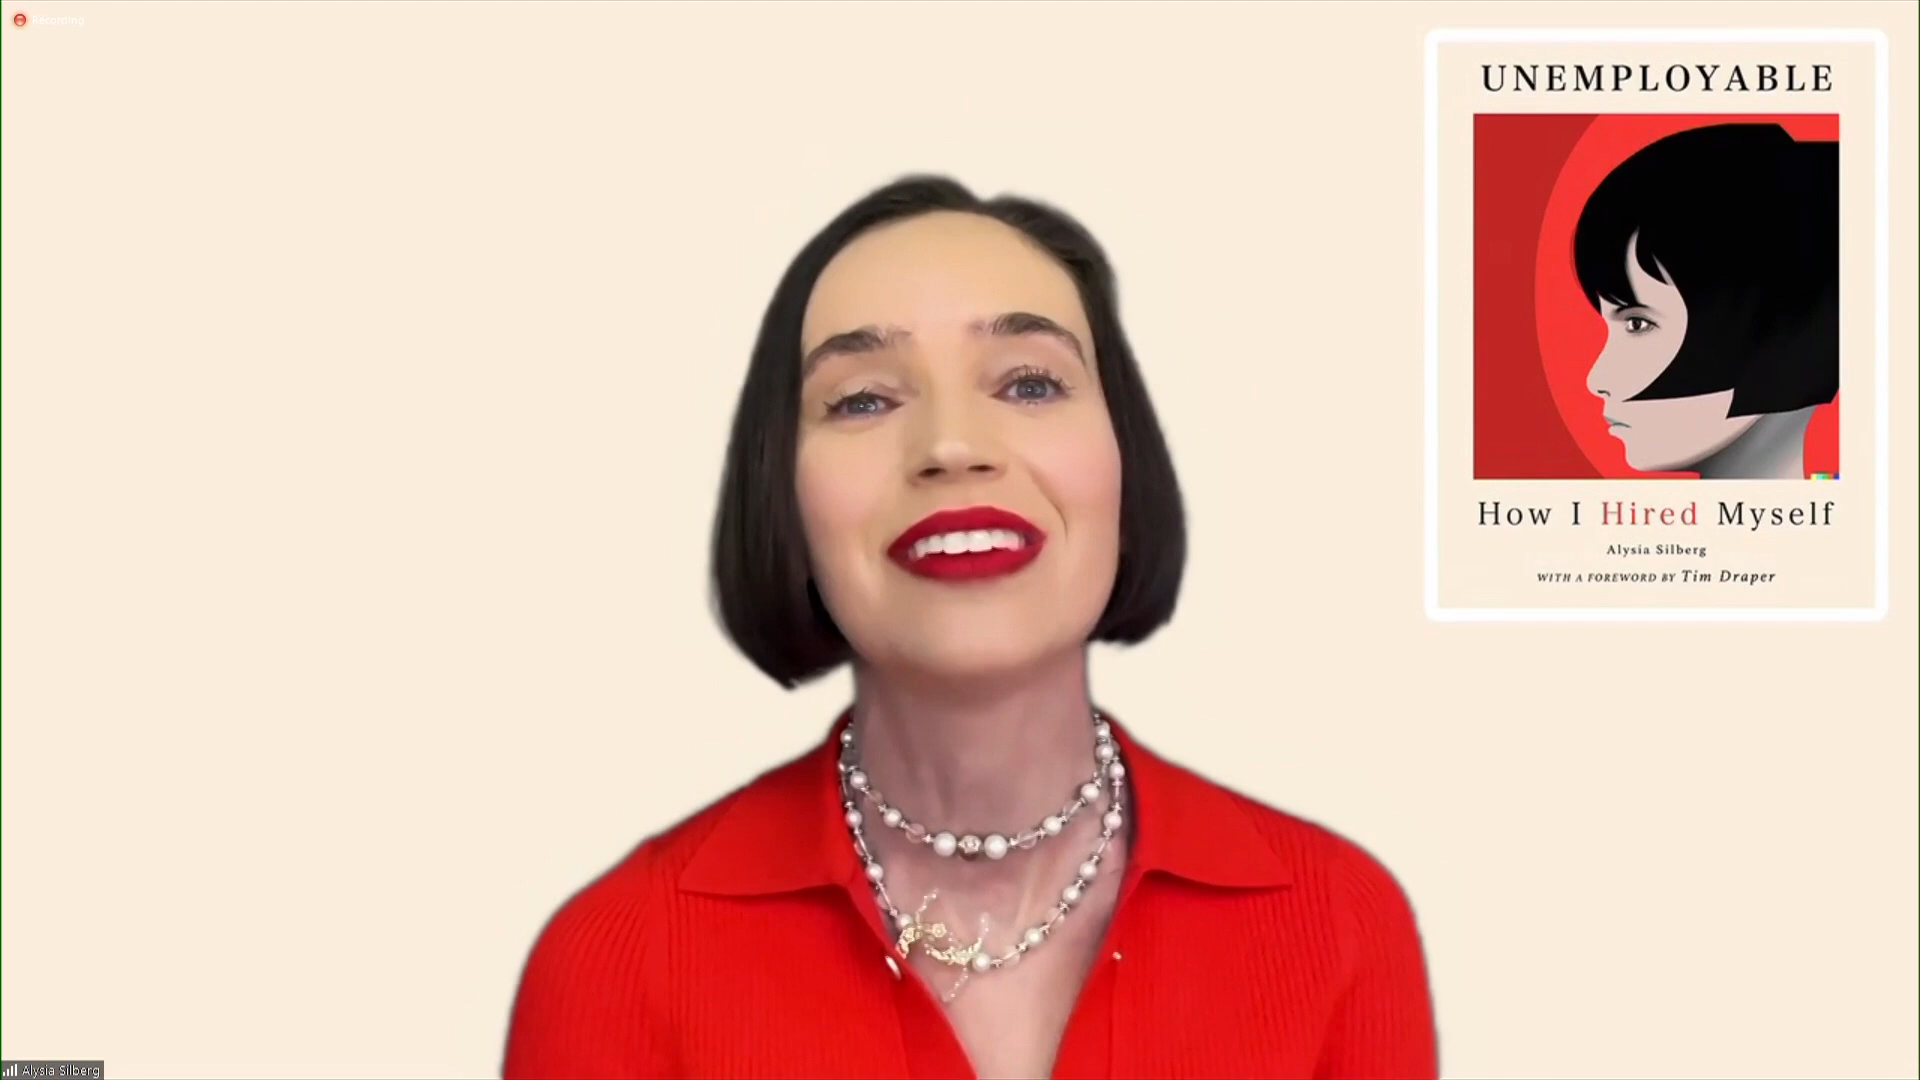 Recording
UNEMPLOYABLE
How I Hired Myself
Alysia Silberg
WITH A FOREWORD BY Tim Draper
Alysia Silberg